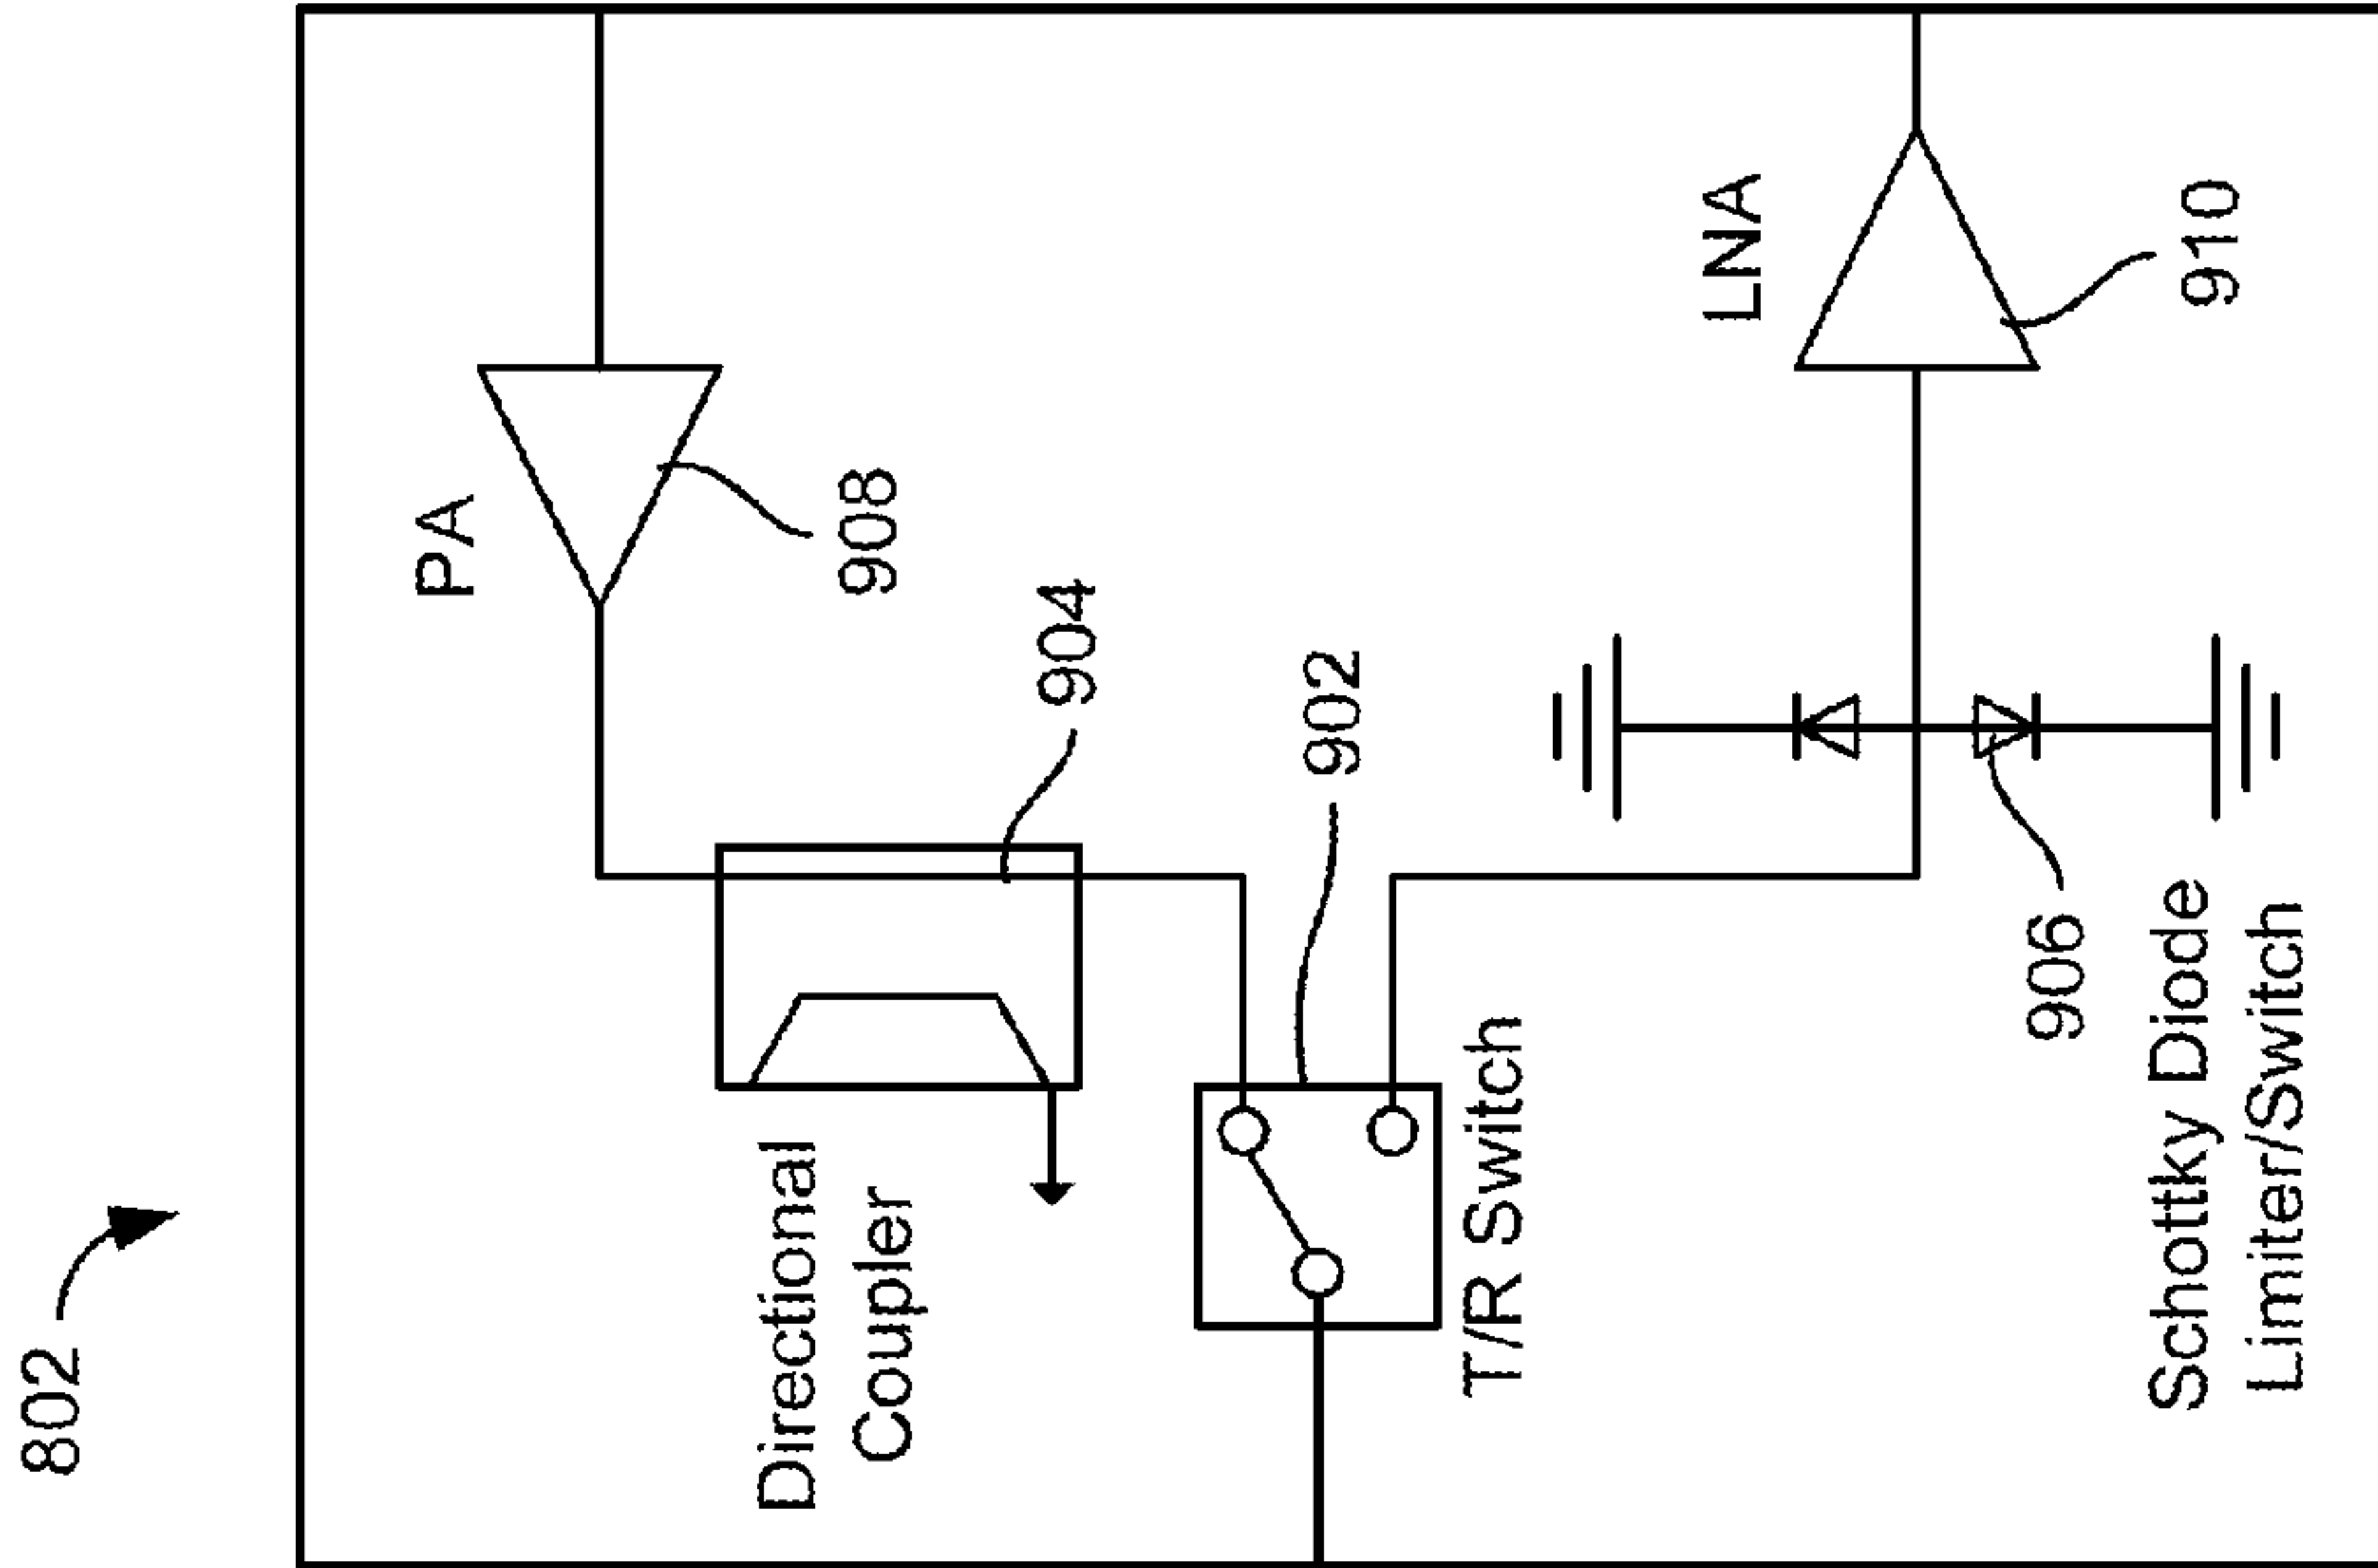 802
PA
908
904
Directional
Coupler
902
T/R Switch
LNA
910
906
Schottky Diode
Limiter/Switch